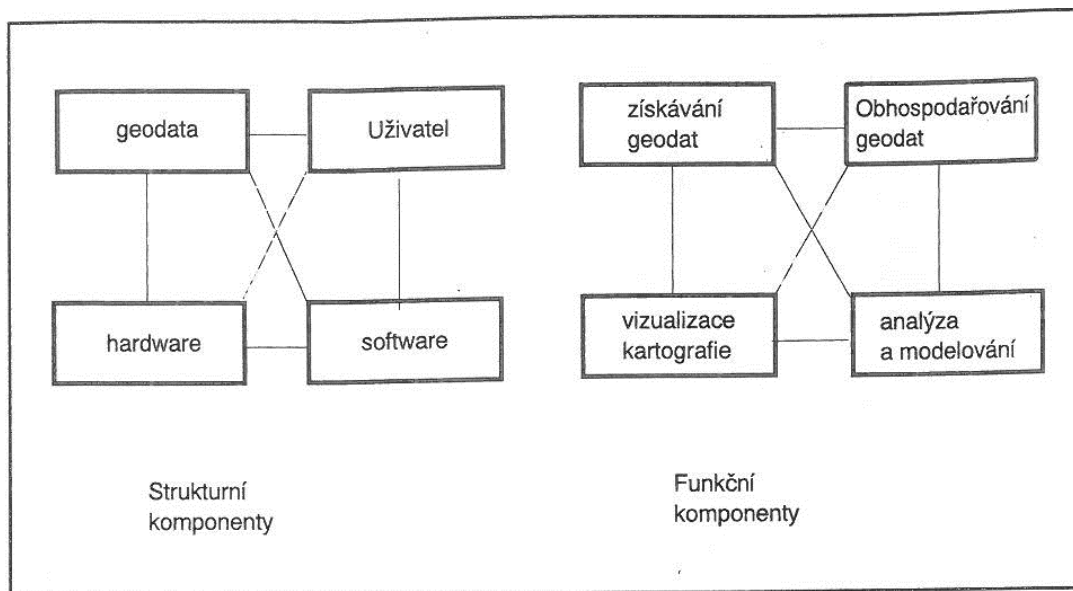 geodata
Uživatel
hardware
software
Strukturní
komponenty
získávání
geodat
Obhospodařování
geodat
vizualizace
kartografie
analýza
a modelování
Funkční
komponenty